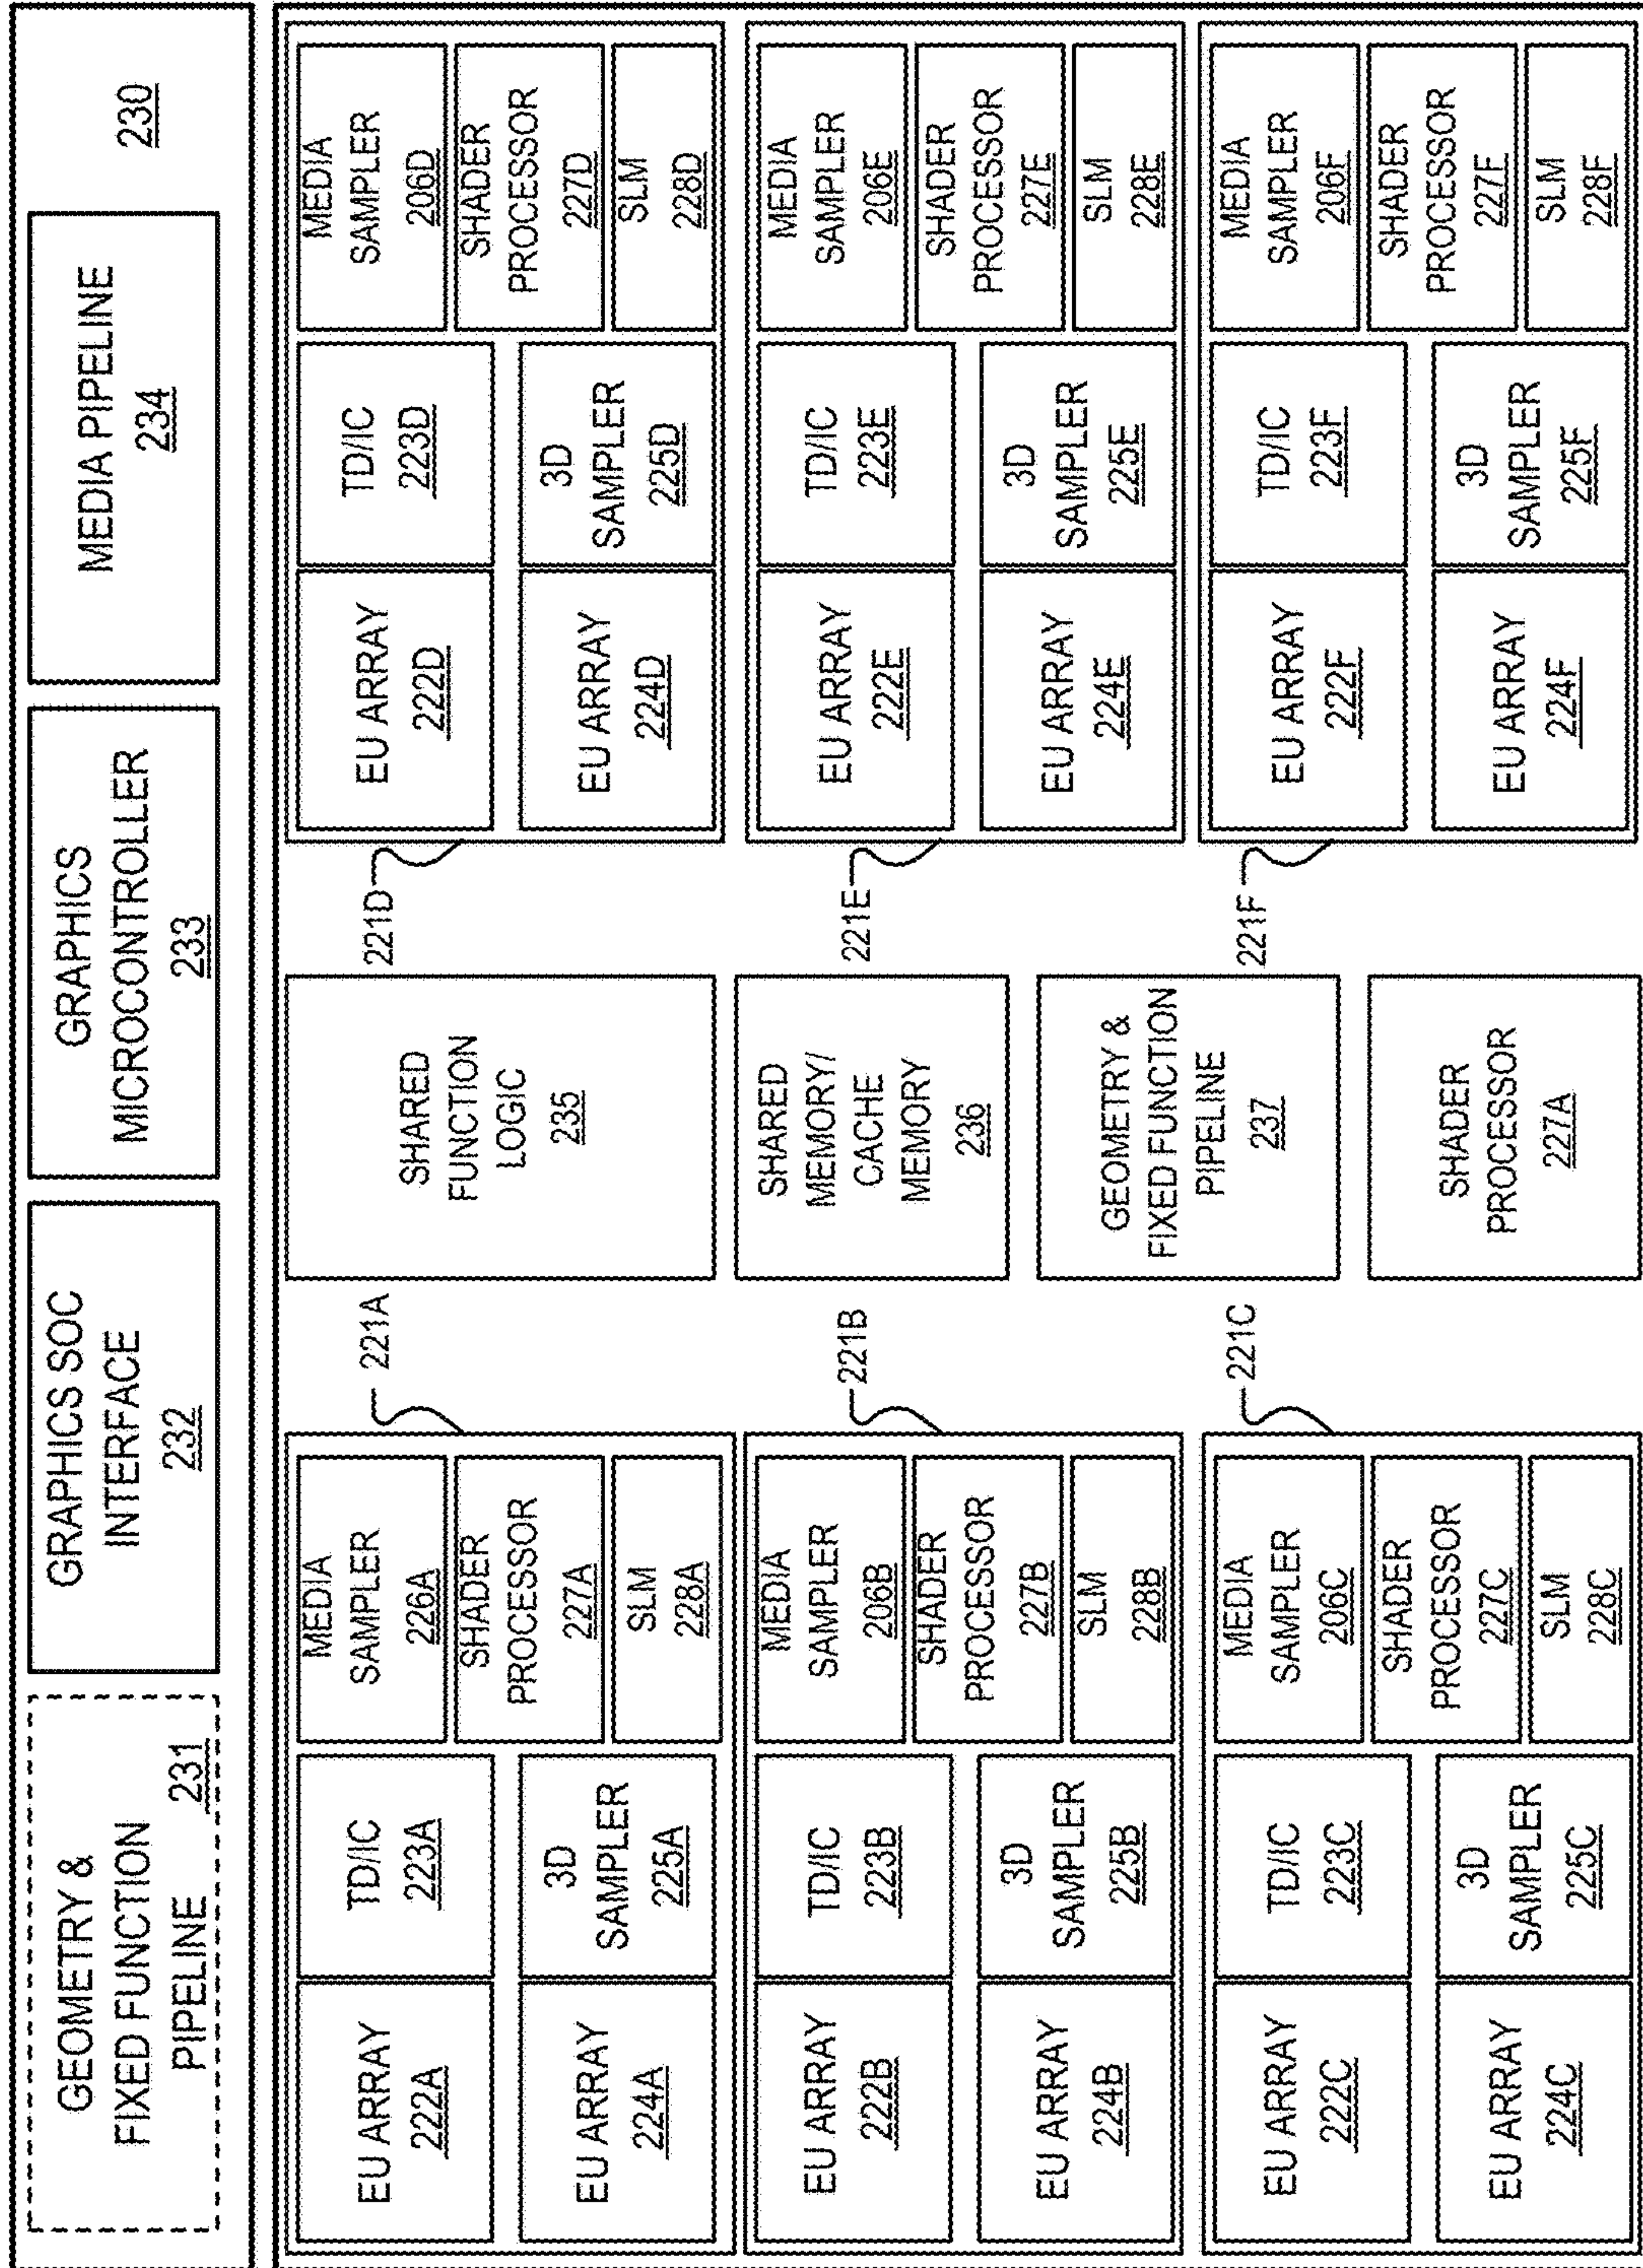 GEOMETRY &
FIXED FUNCTION
PIPELINE 231
GRAPHICS SOC
INTERFACE
232
GRAPHICS
MICROCONTROLLER
233
MEDIA PIPELINE
234
230
EU ARRAY
222A
TD/IC
223A
MEDIA
SAMPLER
226A
EU ARRAY
224A
3D
SAMPLER
225A
SHADER
PROCESSOR
227A
SLM
228A
221A
EU ARRAY
222B
TD/IC
223B
MEDIA
SAMPLER
206B
EU ARRAY
224B
3D
SAMPLER
225B
SHADER
PROCESSOR
227B
SLM
228B
221B
EU ARRAY
222C
TD/IC
223C
MEDIA
SAMPLER
206C
EU ARRAY
224C
3D
SAMPLER
225C
SHADER
PROCESSOR
227C
SLM
228C
221C
SHARED
FUNCTION
LOGIC
235
SHARED
MEMORY/
CACHE
MEMORY
236
GEOMETRY &
FIXED FUNCTION
PIPELINE
237
SHADER
PROCESSOR
227A
221D
EU ARRAY
222D
TD/IC
223D
MEDIA
SAMPLER
206D
EU ARRAY
224D
3D
SAMPLER
225D
SHADER
PROCESSOR
227D
SLM
228D
221E
EU ARRAY
222E
TD/IC
223E
MEDIA
SAMPLER
206E
EU ARRAY
224E
3D
SAMPLER
225E
SHADER
PROCESSOR
227E
SLM
228E
221F
EU ARRAY
222F
TD/IC
223F
MEDIA
SAMPLER
206F
EU ARRAY
224F
3D
SAMPLER
225F
SHADER
PROCESSOR
227F
SLM
228F